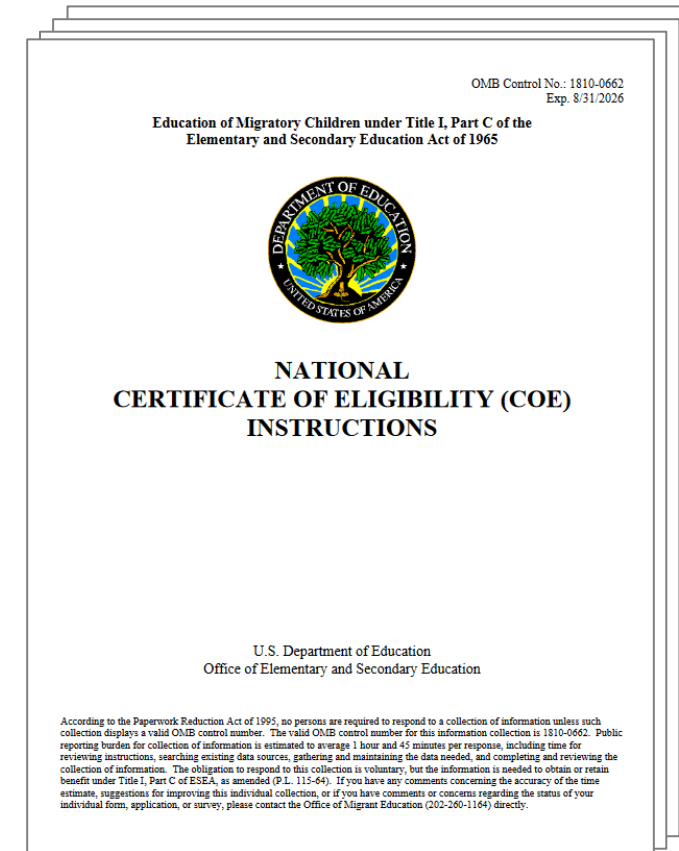 OMB Control No.: 1810-0662
Exp. 8/31/2026
Education of Migratory Children under Title I, Part C of the
Elementary and Secondary Education Act of 1965
DEPARTMENT OF EDUCATION
UNITED STATES OF AMERICA
NATIONAL
CERTIFICATE OF ELIGIBILITY (COE)
INSTRUCTIONS
U.S. Department of Education
Office of Elementary and Secondary Education
According to the Paperwork Reduction Act of 1995, no persons are required to respond to a collection of information unless such
collection displays a valid OMB control number. The valid OMB control number for this information collection is 1810-0662. Public
reporting burden for collection of information is estimated to average 1 hour and 45 minutes per response, including time for
reviewing instructions, searching existing data sources, gathering and maintaining the data needed, and completing and reviewing the
collection of information. The obligation to respond to this collection is voluntary, but the information is needed to obtain or retain
benefit under Title I, Part C of ESEA, as amended (P.L. 115-64). If you have any comments concerning the accuracy of the time
estimate, suggestions for improving this individual collection, or if you have comments or concerns regarding the status of your
individual form, application, or survey, please contact the Office of Migrant Education (202-260-1164) directly.